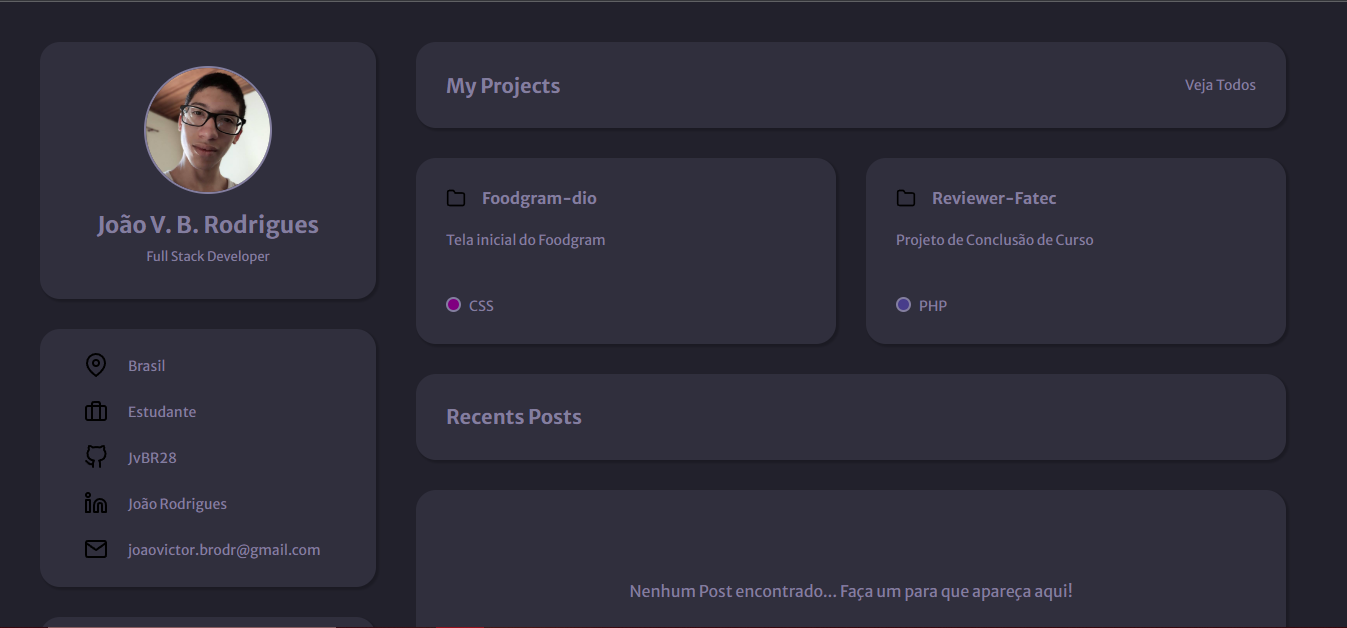 João V. B. Rodrigues
Full Stack Developer
Brasil
Estudante
JvBR28
João Rodrigues
joaovictor.brodr@gmail.com
My Projects
Veja Todos
Foodgram-dio
Tela inicial do Foodgram
CSS
Reviewer-Fatec
Projeto de Conclusão de Curso
PHP
Recents Posts
Nenhum Post encontrado... Faça um para que apareça aqui!